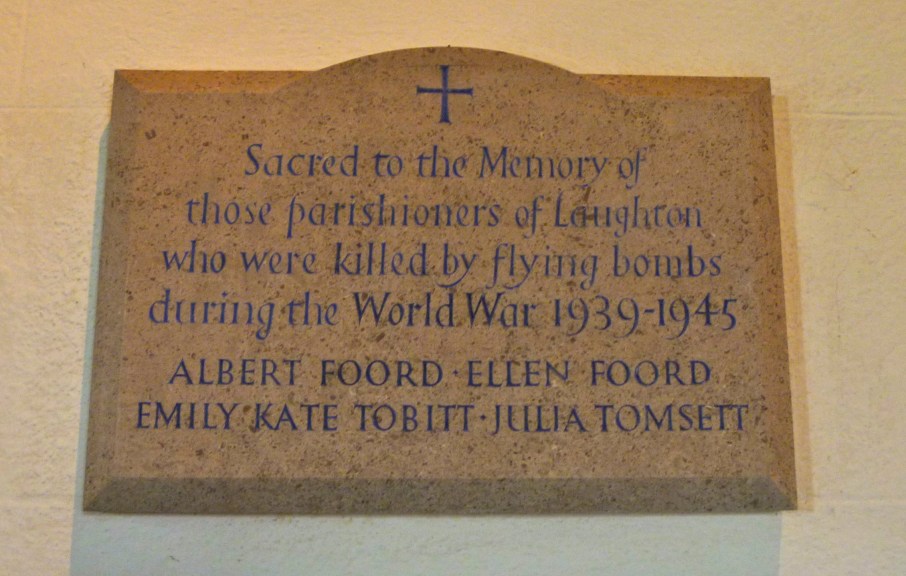 Sacred to the Memory of
those parishioners of Laughton
who were killed by flying bombs
during the World War 1939-1945
ALBERT FOORD · ELLEN FOORD
EMILY KATE TOBITT · JULIA TOMSETT